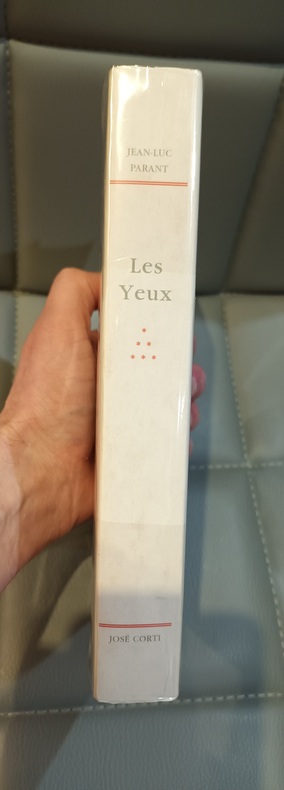 JEAN-LUC
PARANT
Les
Yeux
JOSÉ CORTI